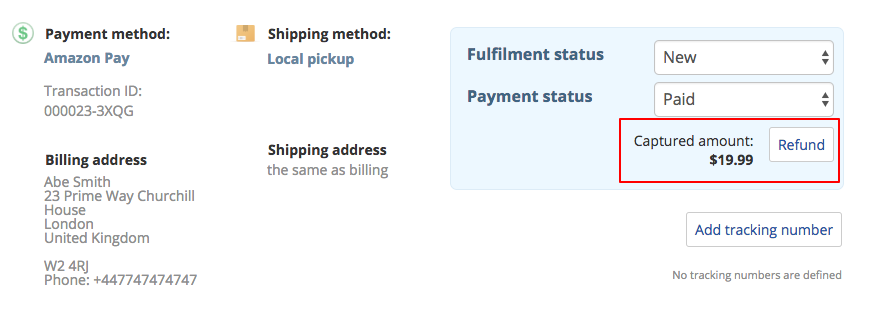 Payment method:
Amazon Pay
Transaction ID:
000023-3XQG
Billing address
Abe Smith
23 Prime Way Churchill
House
London
United Kingdom
W2 4RJ
Phone: +447747474747
Shipping method:
Local pickup
Shipping address
the same as billing
Fulfilment status New
Payment status Paid
Captured amount:
$19.99
Refund
Add tracking number
No tracking numbers are defined